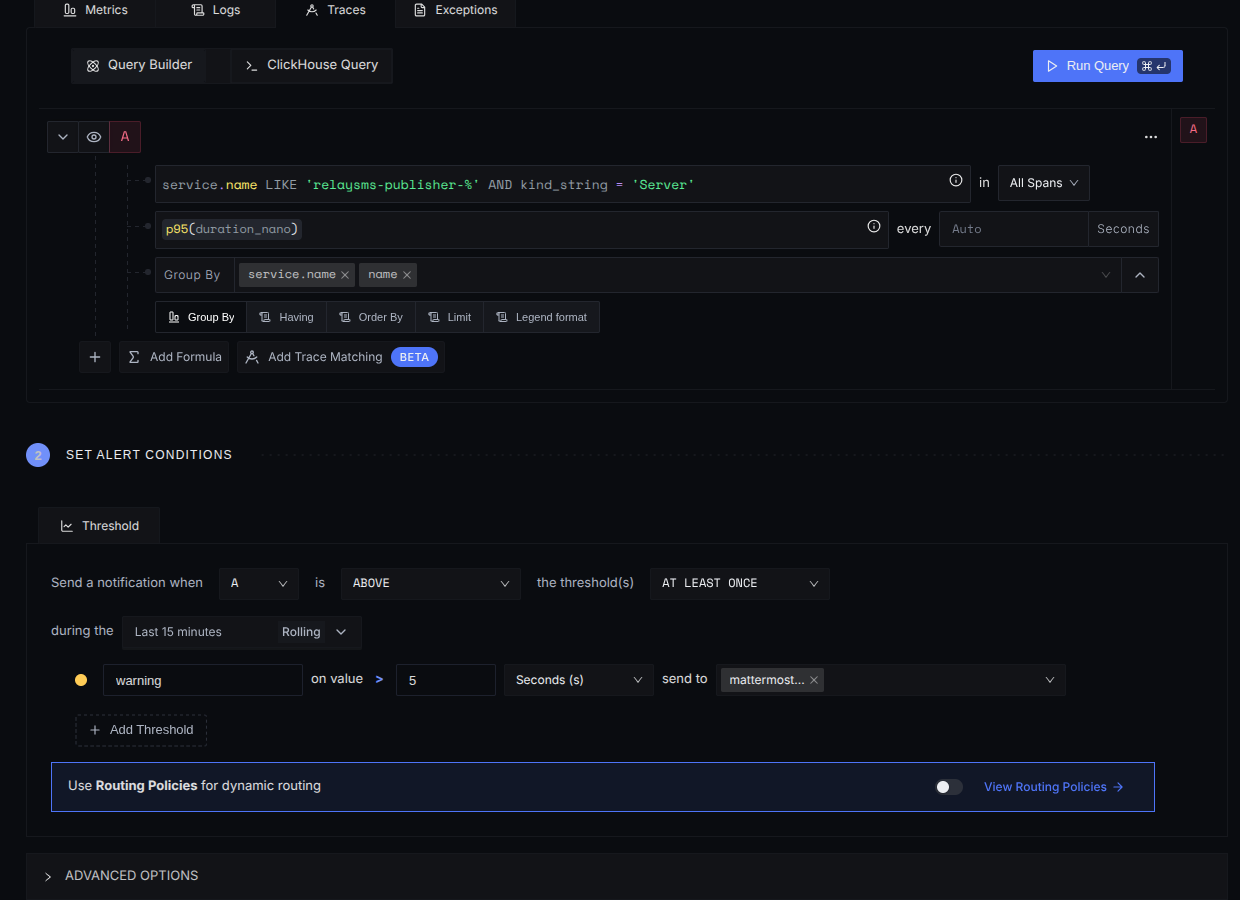 Metrics Logs Traces Exceptions
Query Builder ClickHouse Query Run Query ⌘ ↵
A A
service.name LIKE 'relaysms-publisher-%' AND kind_string = 'Server' in All Spans
p95(duration_nano) every Auto Seconds
Group By service.name name
Group By Having Order By Limit Legend format
+ Add Formula Add Trace Matching BETA
2 SET ALERT CONDITIONS
Threshold
Send a notification when A is ABOVE the threshold(s) AT LEAST ONCE
during the Last 15 minutes Rolling
warning on value > 5 Seconds (s) send to mattermost...
+ Add Threshold
Use Routing Policies for dynamic routing View Routing Policies →
ADVANCED OPTIONS